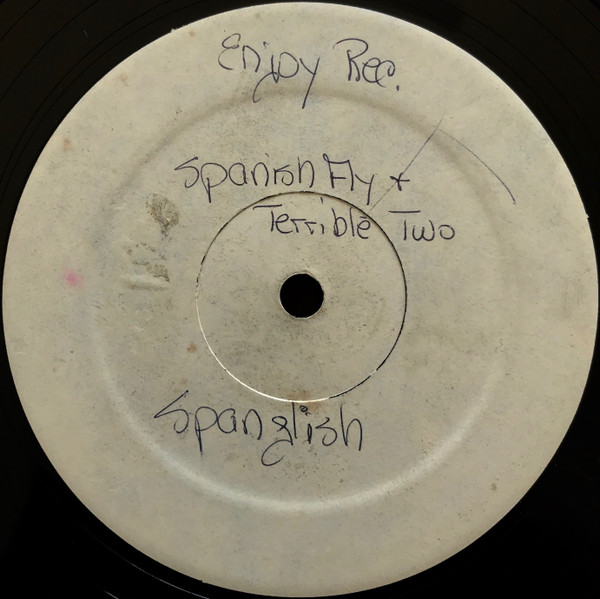 Enjoy Rec.
Spanish Fly +
Terrible Two
Spanglish